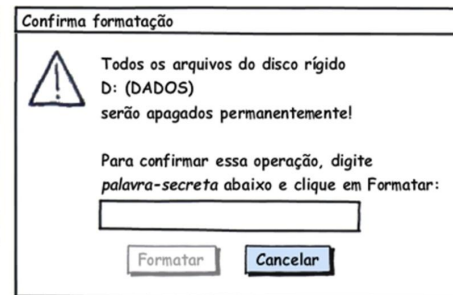 Confirma formatação
Todos os arquivos do disco rígido
D: (DADOS)
serão apagados permanentemente!
Para confirmar essa operação, digite
palavra-secreta abaixo e clique em Formatar:
Formatar Cancelar